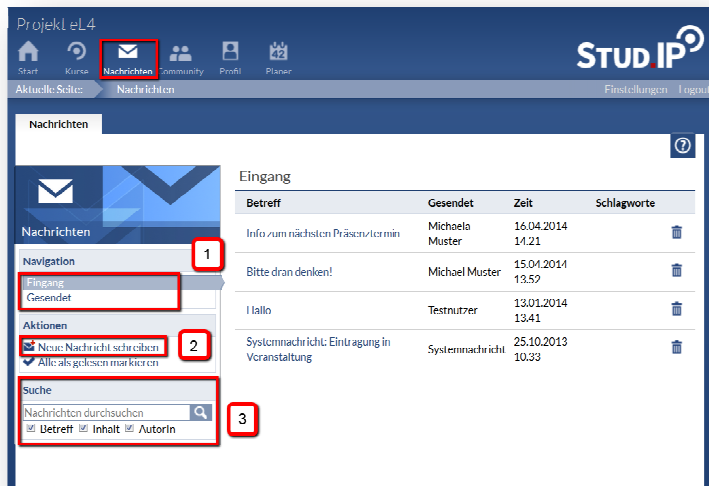 Projekt eL4
Start Kurse Nachrichten Community Profil Planer
42
STUD.IP
Aktuelle Seite: Nachrichten Einstellungen Logout
Nachrichten
?
Nachrichten
Navigation
Eingang
Gesendet
1
Aktionen
Neue Nachricht schreiben
2
Alle als gelesen markieren
Suche
Nachrichten durchsuchen
Betreff Inhalt AutorIn
3
Eingang
Betreff Gesendet Zeit Schlagworte
Info zum nächsten Präsenztermin Michaela Muster 16.04.2014 14.21
Bitte dran denken! Michael Muster 15.04.2014 13.52
Hallo Testnutzer 13.01.2014 13.41
Systemnachricht: Eintragung in Veranstaltung Systemnachricht 25.10.2013 10.33